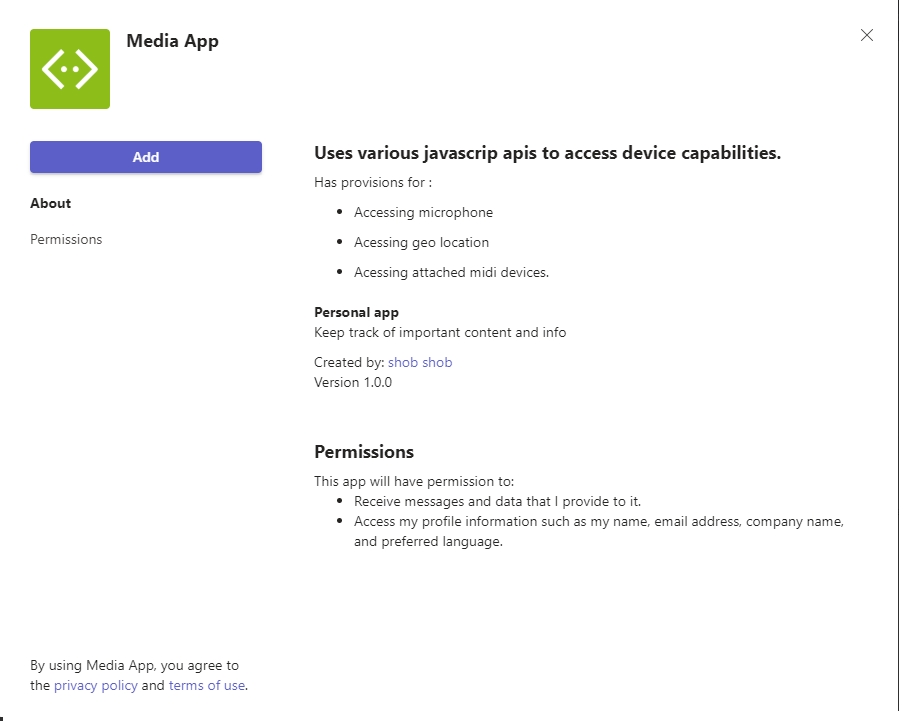 Media App
Add
About
Permissions
Uses various javascrip apis to access device capabilities.
Has provisions for :
Accessing microphone
Acessing geo location
Acessing attached midi devices.
Personal app
Keep track of important content and info
Created by: shob shob
Version 1.0.0
Permissions
This app will have permission to:
Receive messages and data that I provide to it.
Access my profile information such as my name, email address, company name,
and preferred language.
By using Media App, you agree to
the privacy policy and terms of use.